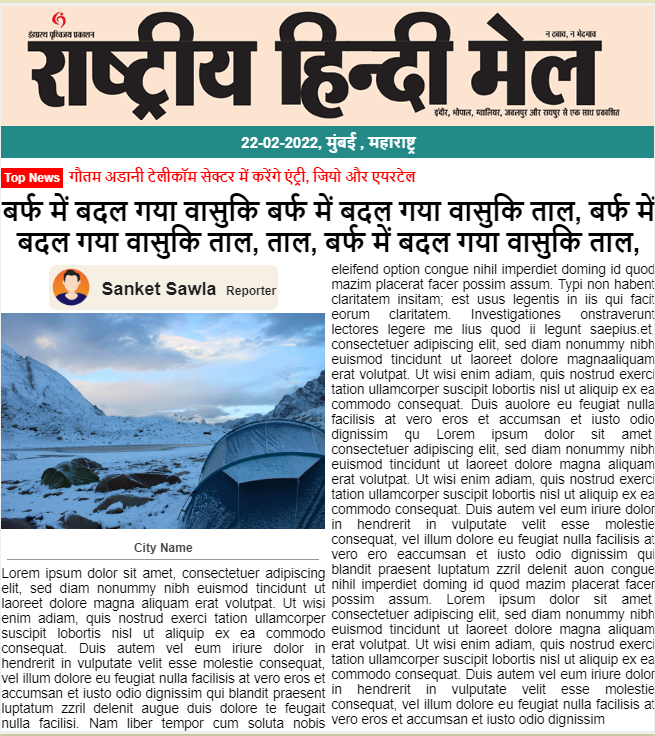 इंडप्रस्थ पृथ्विजय प्रकाशन
न दबाव, न भेदभाव
राष्ट्रीय हिन्दी मेल
इंदौर, भोपाल, ग्वालियर, जबलपुर और रायपुर से एक साथ प्रकाशित
22-02-2022, मुंबई , महाराष्ट्र
Top News गौतम अडानी टेलीकॉम सेक्टर में करेंगे एंट्री, जियो और एयरटेल
बर्फ में बदल गया वासुकि बर्फ में बदल गया वासुकि ताल, बर्फ में
बदल गया वासुकि ताल, ताल, बर्फ में बदल गया वासुकि ताल,
Sanket Sawla Reporter
City Name
Lorem ipsum dolor sit amet, consectetuer adipiscing
elit, sed diam nonummy nibh euismod tincidunt ut
laoreet dolore magna aliquam erat volutpat. Ut wisi
enim adiam, quis nostrud exerci tation ullamcorper
suscipit lobortis nisl ut aliquip ex ea commodo
consequat. Duis autem vel eum iriure dolor in
hendrerit in vulputate velit esse molestie consequat,
vel illum dolore eu feugiat nulla facilisis at vero eros et
accumsan et iusto odio dignissim qui blandit praesent
luptatum zzril delenit augue duis dolore te feugait
nulla facilisi. Nam liber tempor cum soluta nobis
eleifend option congue nihil imperdiet doming id quod
mazim placerat facer possim assum. Typi non habent
claritatem insitam; est usus legentis in iis qui facit
eorum claritatem. Investigationes onstraverunt
lectores legere me lius quod ii legunt saepius.et.
consectetuer adipiscing elit, sed diam nonummy nibh
euismod tincidunt ut laoreet dolore magnaaliquam
erat volutpat. Ut wisi enim adiam, quis nostrud exerci
tation ullamcorper suscipit lobortis nisl ut aliquip ex ea
commodo consequat. Duis auolore eu feugiat nulla
facilisis at vero eros et accumsan et iusto odio
dignissim qu Lorem ipsum dolor sit amet,
consectetuer adipiscing elit, sed diam nonummy nibh
euismod tincidunt ut laoreet dolore magna aliquam
erat volutpat. Ut wisi enim adiam, quis nostrud exerci
tation ullamcorper suscipit lobortis nisl ut aliquip ex ea
commodo consequat. Duis autem vel eum iriure dolor
in hendrerit in vulputate velit esse molestie
consequat, vel illum dolore eu feugiat nulla facilisis at
vero ero eaccumsan et iusto odio dignissim qui
blandit praesent luptatum zzril delenit auon congue
nihil imperdiet doming id quod mazim placerat facer
possim assum. Lorem ipsum dolor sit amet,
consectetuer adipiscing elit, sed diam nonummy nibh
euismod tincidunt ut laoreet dolore magna aliquam
erat volutpat. Ut wisi enim adiam, quis nostrud exerci
tation ullamcorper suscipit lobortis nisl ut aliquip ex ea
commodo consequat. Duis autem vel eum iriure dolor
in hendrerit in vulputate velit esse molestie
consequat, vel illum dolore eu feugiat nulla facilisis at
vero eros et accumsan et iusto odio dignissim